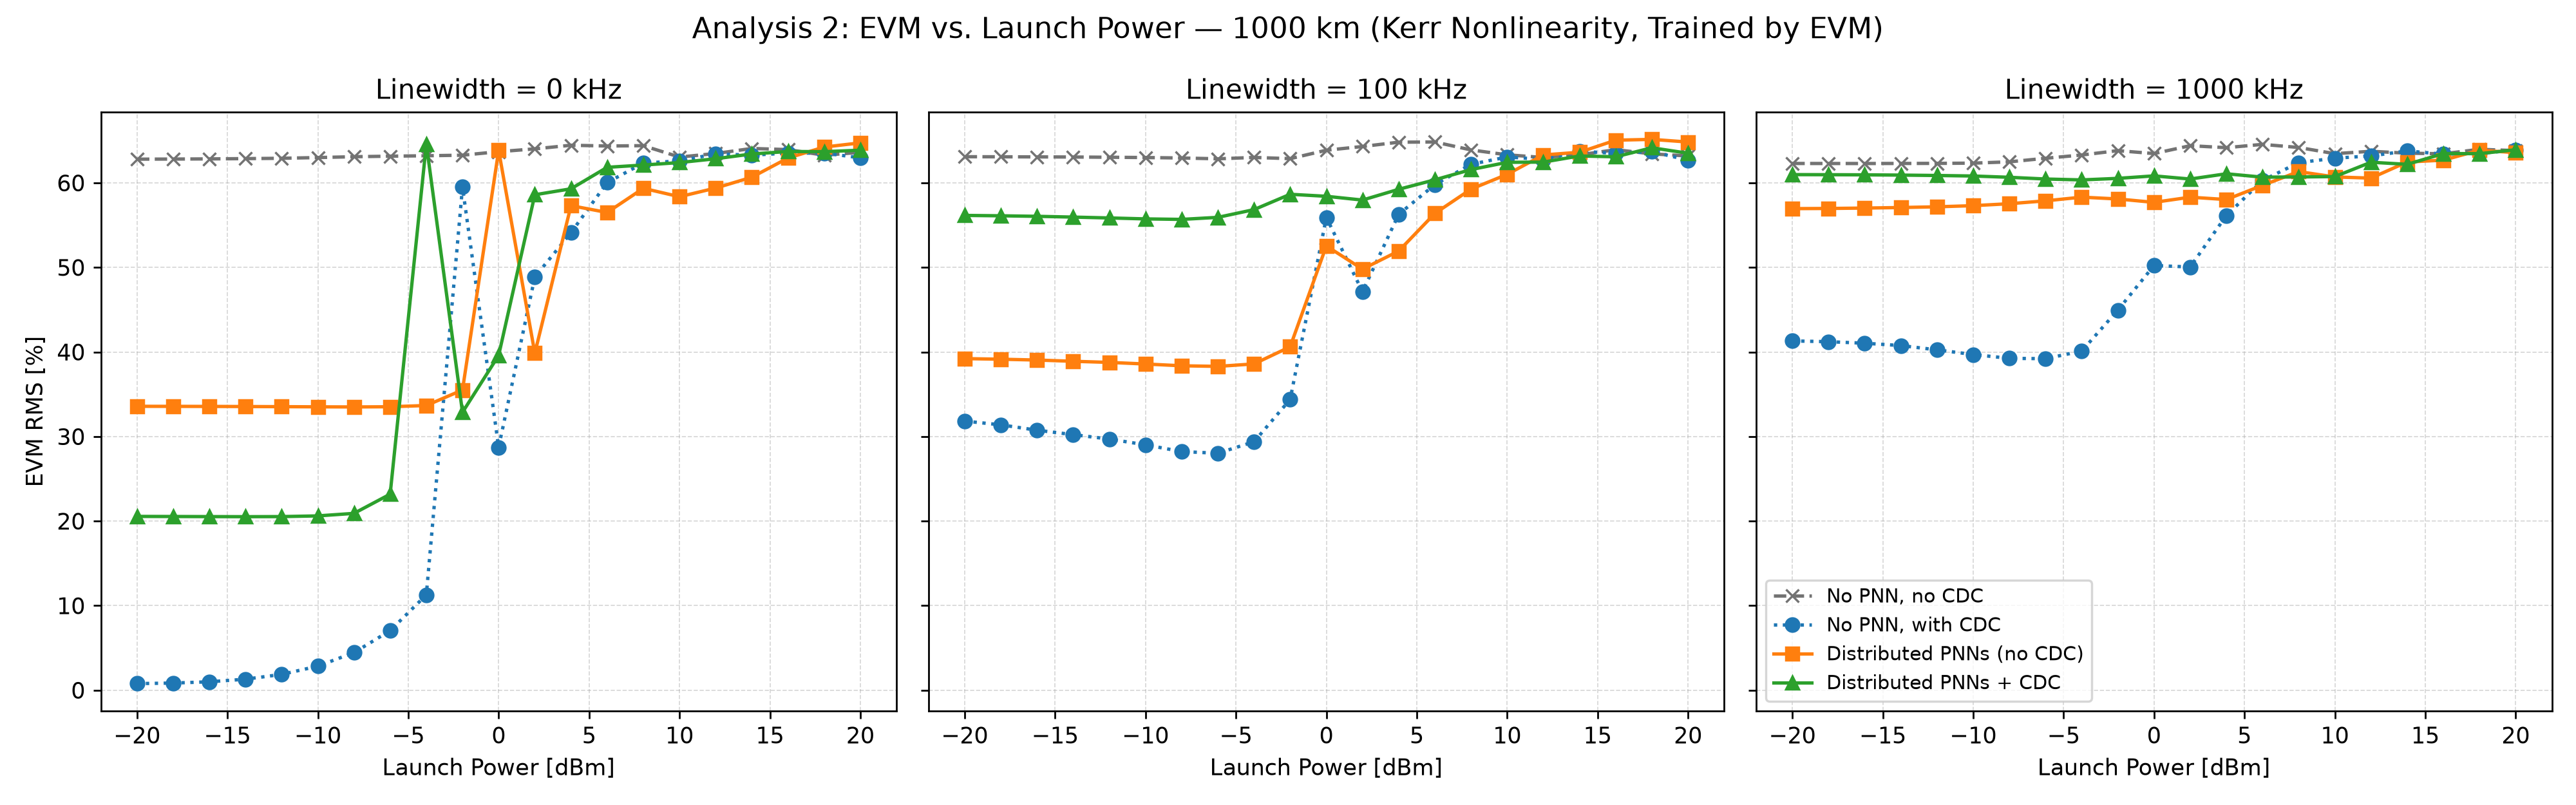 Analysis 2: EVM vs. Launch Power — 1000 km (Kerr Nonlinearity, Trained by EVM)
Linewidth = 0 kHz
Linewidth = 100 kHz
Linewidth = 1000 kHz
EVM RMS [%]
60
50
40
30
20
10
0
−20 −15 −10 −5 0 5 10 15 20
−20 −15 −10 −5 0 5 10 15 20
−20 −15 −10 −5 0 5 10 15 20
Launch Power [dBm]
Launch Power [dBm]
Launch Power [dBm]
No PNN, no CDC
No PNN, with CDC
Distributed PNNs (no CDC)
Distributed PNNs + CDC